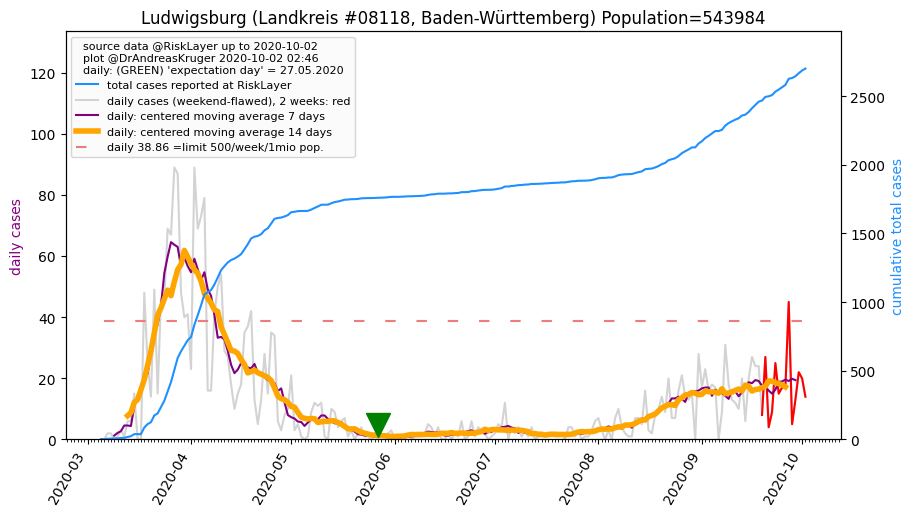 Ludwigsburg (Landkreis #08118, Baden-Württemberg) Population=543984
source data @RiskLayer up to 2020-10-02
plot @DrAndreasKruger 2020-10-02 02:46
daily: (GREEN) 'expectation day' = 27.05.2020
total cases reported at RiskLayer
daily cases (weekend-flawed), 2 weeks: red
daily: centered moving average 7 days
daily: centered moving average 14 days
daily 38.86 =limit 500/week/1mio pop.
daily cases
120
100
80
60
40
20
0
cumulative total cases
2500
2000
1500
1000
500
0
2020-03
2020-04
2020-05
2020-06
2020-07
2020-08
2020-09
2020-10